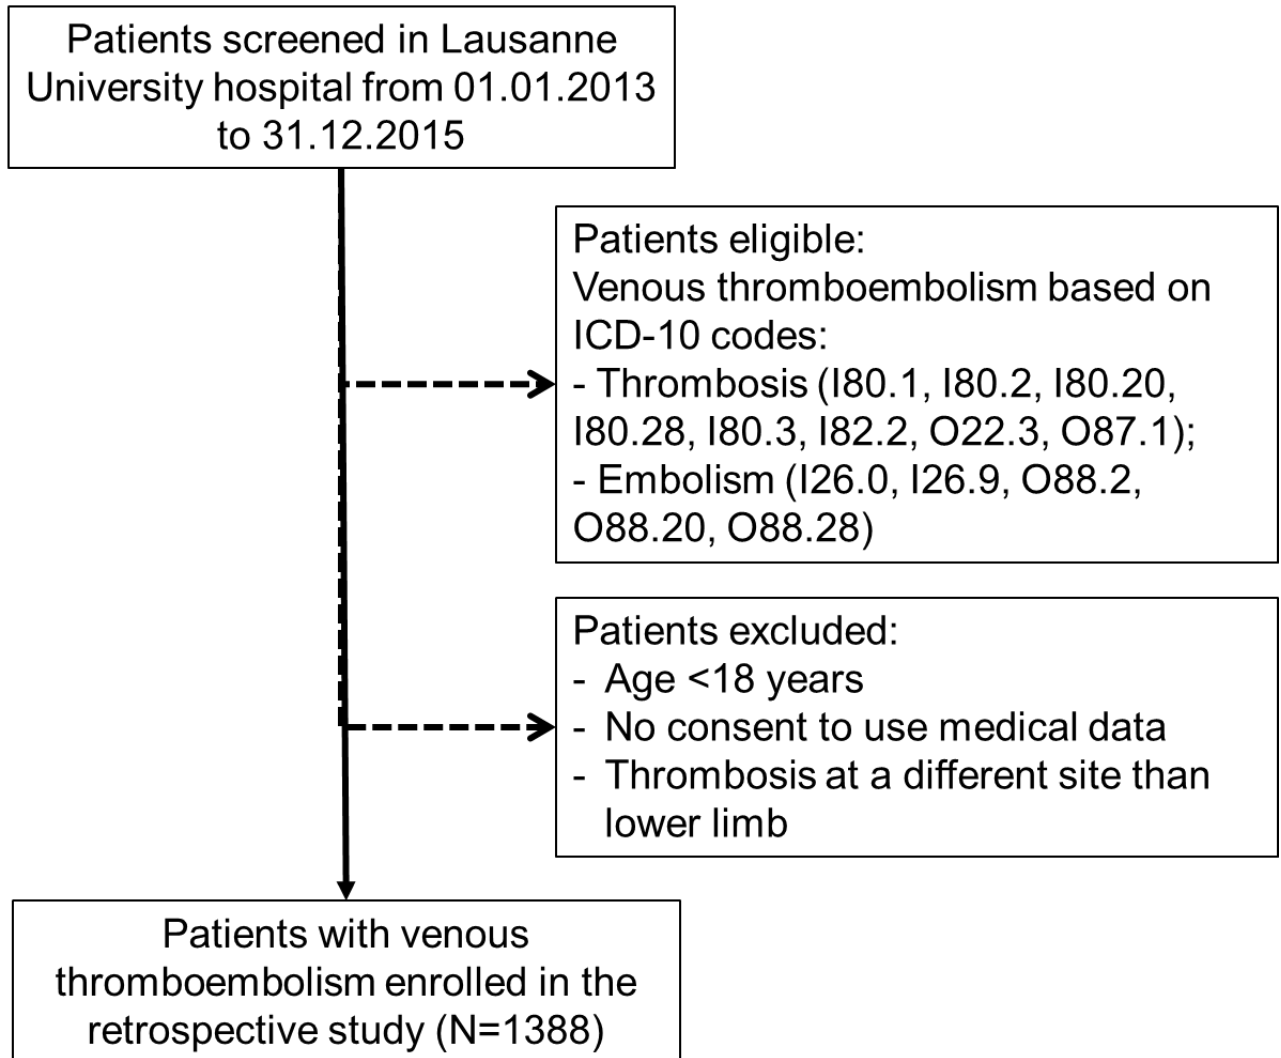 Patients screened in Lausanne
University hospital from 01.01.2013
to 31.12.2015
Patients eligible:
Venous thromboembolism based on
ICD-10 codes:
- Thrombosis (I80.1, I80.2, I80.20,
I80.28, I80.3, I82.2, O22.3, O87.1);
- Embolism (I26.0, I26.9, O88.2,
O88.20, O88.28)
Patients excluded:
- Age <18 years
- No consent to use medical data
- Thrombosis at a different site than
lower limb
Patients with venous
thromboembolism enrolled in the
retrospective study (N=1388)